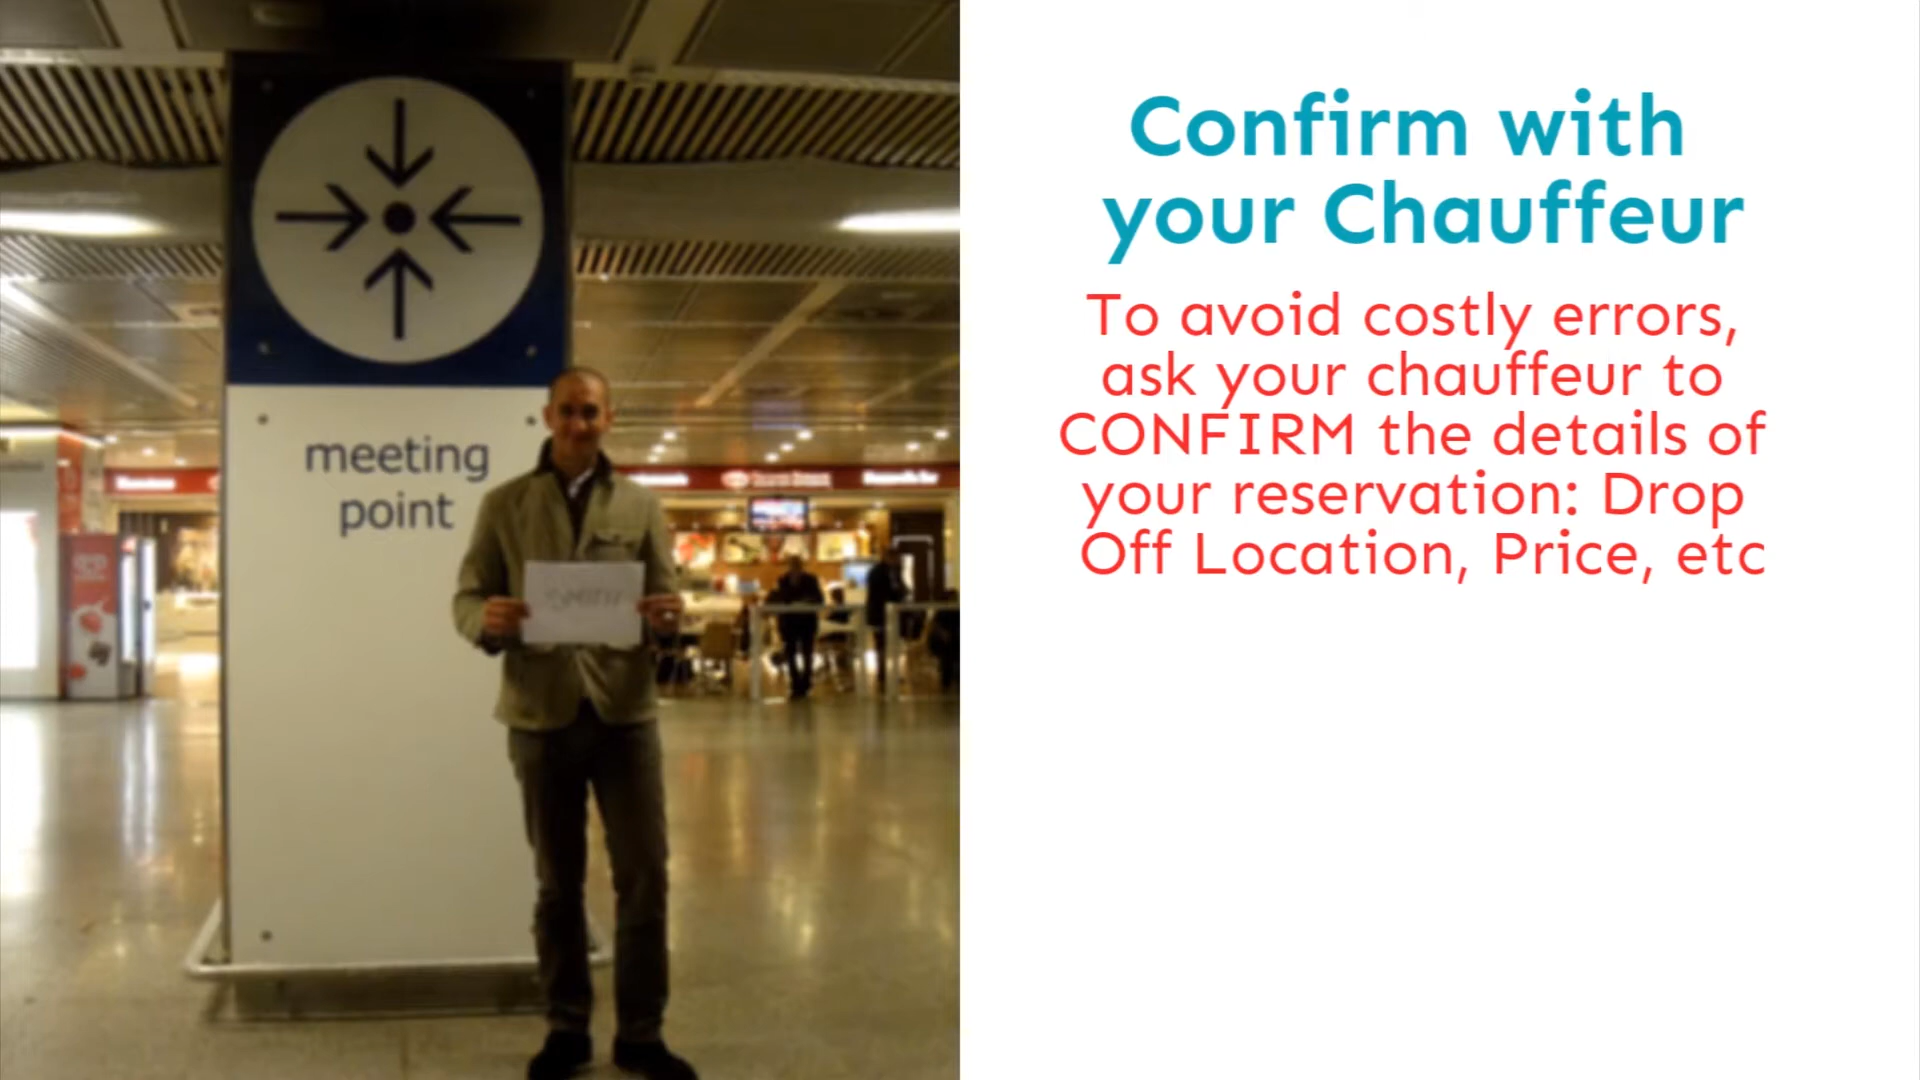 meeting
point
Confirm with
your Chauffeur
To avoid costly errors,
ask your chauffeur to
CONFIRM the details of
your reservation: Drop
Off Location, Price, etc